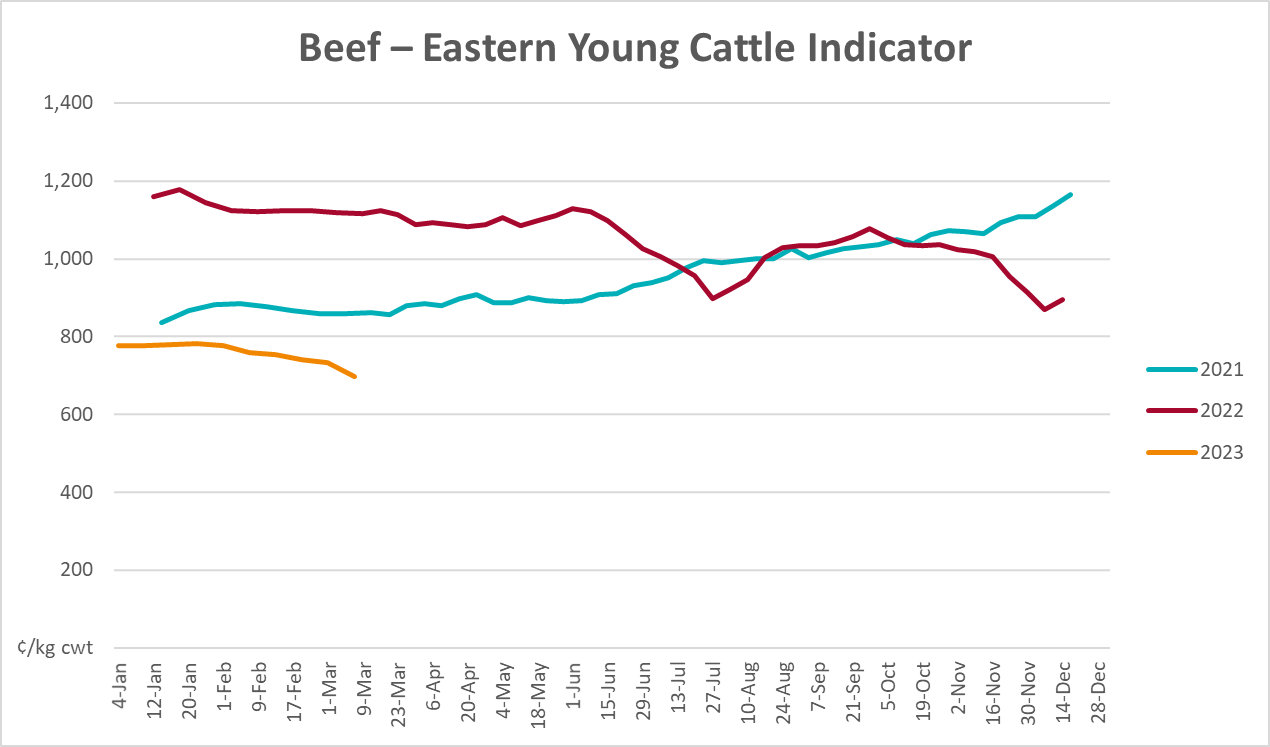 Beef – Eastern Young Cattle Indicator
1,400
1,200
1,000
800
600
400
200
¢/kg cwt
4-Jan
12-Jan
20-Jan
1-Feb
9-Feb
17-Feb
1-Mar
9-Mar
23-Mar
6-Apr
20-Apr
4-May
18-May
1-Jun
15-Jun
29-Jun
13-Jul
27-Jul
10-Aug
24-Aug
7-Sep
21-Sep
5-Oct
19-Oct
2-Nov
16-Nov
30-Nov
14-Dec
28-Dec
2021
2022
2023